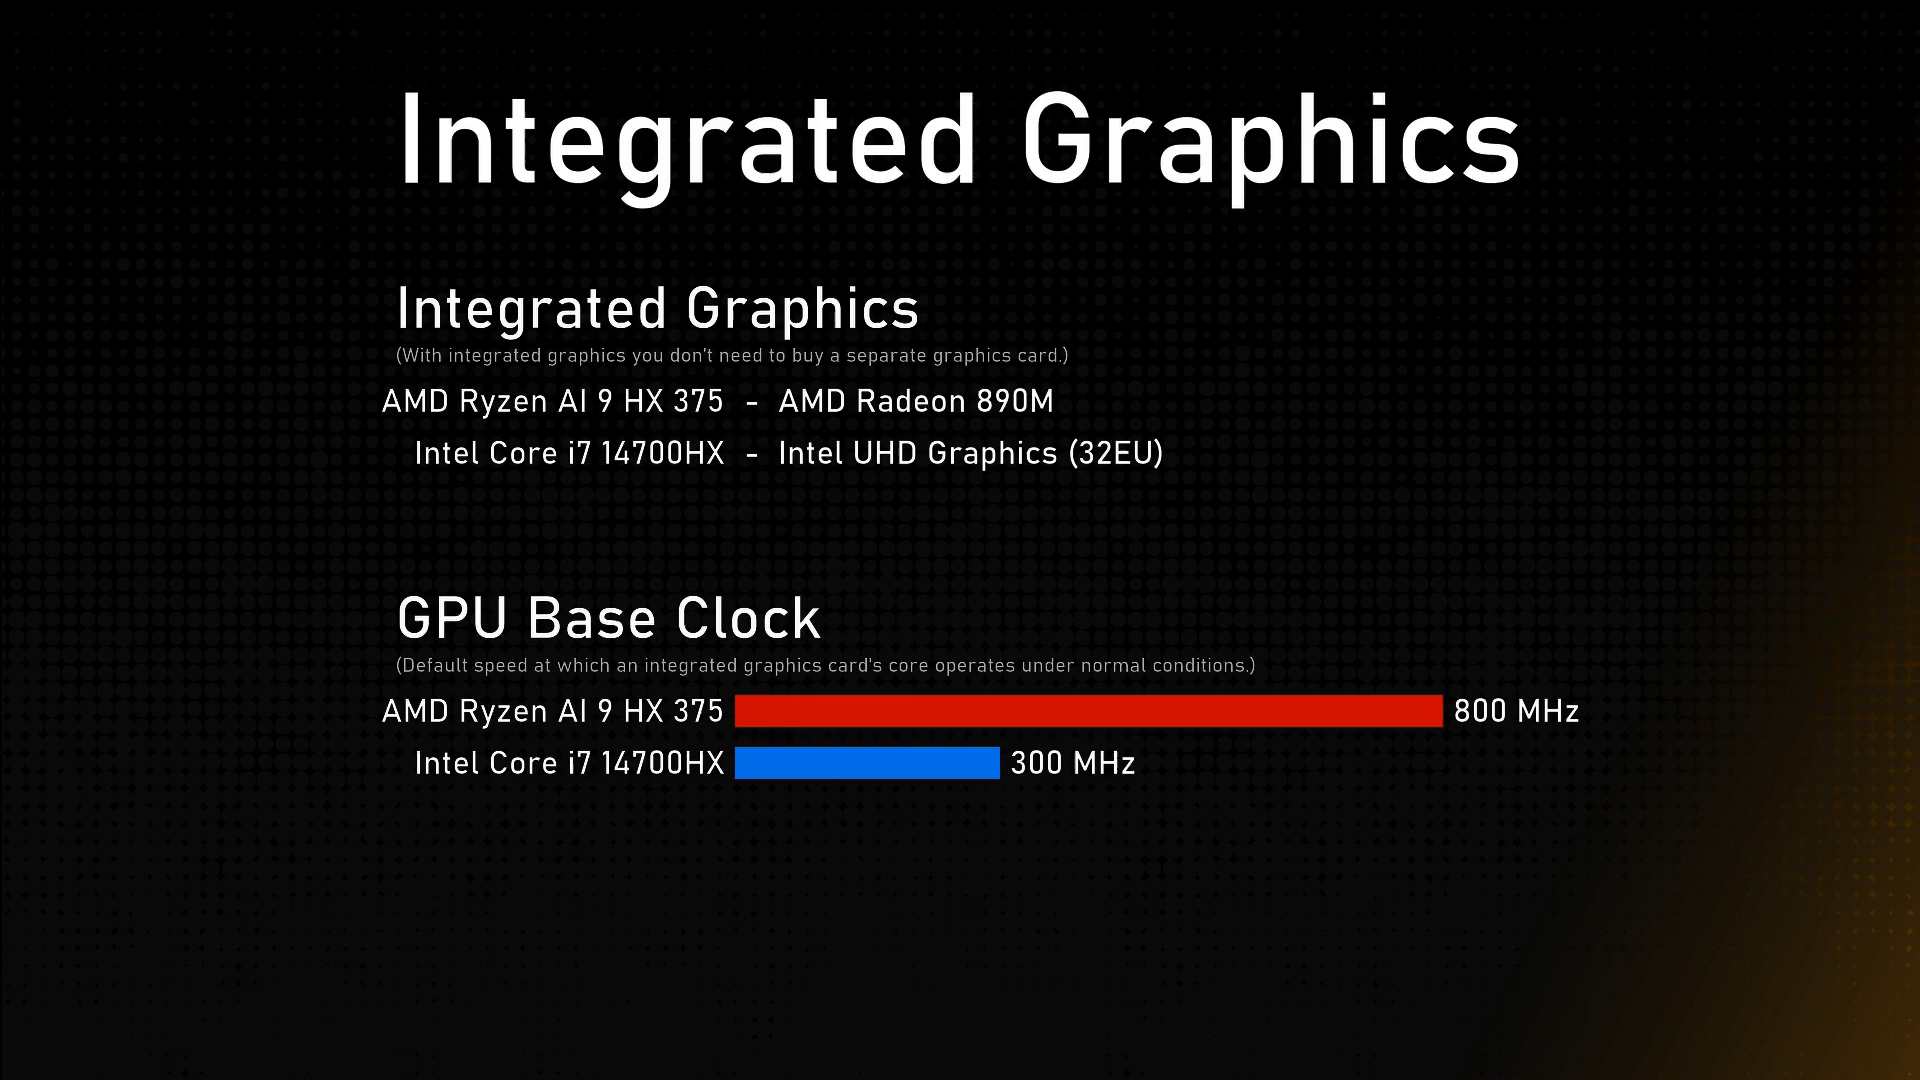 Integrated Graphics
Integrated Graphics
(With integrated graphics you don't need to buy a separate graphics card.)
AMD Ryzen AI 9 HX 375 - AMD Radeon 890M
Intel Core i7 14700HX - Intel UHD Graphics (32EU)
GPU Base Clock
(Default speed at which an integrated graphics card's core operates under normal conditions.)
AMD Ryzen AI 9 HX 375 800 MHz
Intel Core i7 14700HX 300 MHz